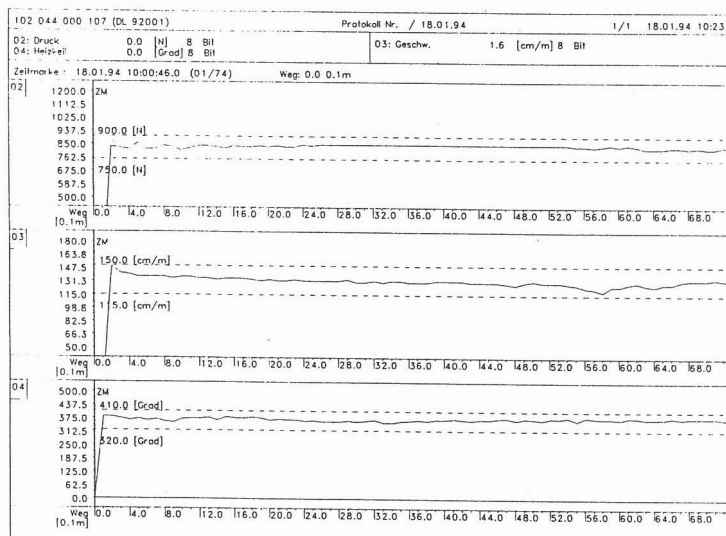 102 044 000 107 (DL 92001) Protokoll Nr. / 18.01.94 1/1 18.01.94 10:23
02: Druck 0.0 [N] 8 Bit 03: Geschw. 1.6 [cm/m] 8 Bit
04: Heizkeil 0.0 [Grad] 8 Bit
Zeitmarke : 18.01.94 10:00:46.0 (01/74) Weg: 0.0 0.1m
02
1200.0 ZM
1112.5
1025.0
937.5 900.0 [N]
850.0
762.5
675.0 750.0 [N]
587.5
500.0
Weg 0.0 4.0 8.0 12.0 16.0 20.0 24.0 28.0 32.0 36.0 40.0 44.0 48.0 52.0 56.0 60.0 64.0 68.0
[0.1m]
03
180.0 ZM
163.8
147.5 150.0 [cm/m]
131.3
115.0
98.8 115.0 [cm/m]
82.5
66.3
50.0
Weg 0.0 4.0 8.0 12.0 16.0 20.0 24.0 28.0 32.0 36.0 40.0 44.0 48.0 52.0 56.0 60.0 64.0 68.0
[0.1m]
04
500.0 ZM
437.5 410.0 [Grad]
375.0
312.5
250.0 320.0 [Grad]
187.5
125.0
62.5
0.0
Weg 0.0 4.0 8.0 12.0 16.0 20.0 24.0 28.0 32.0 36.0 40.0 44.0 48.0 52.0 56.0 60.0 64.0 68.0
[0.1m]